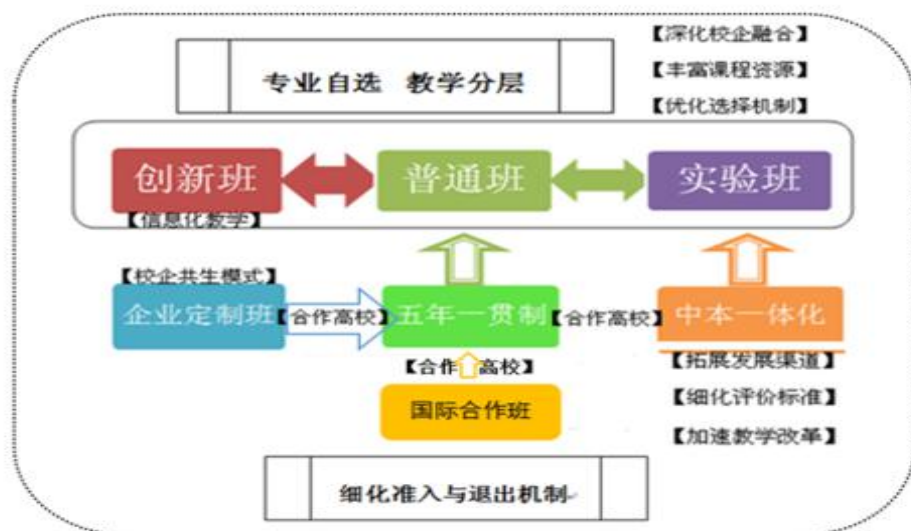 【深化校企融合】
专业自选 教学分层
【丰富课程资源】
【优化选择机制】
创新班
普通班
实验班
【信息化教学】
【校企共生模式】
企业定制班
【合作高校】
五年一贯制
【合作高校】
中本一体化
【合作高校】
【拓展发展渠道】
国际合作班
【细化评价标准】
【加速教学改革】
细化准入与退出机制